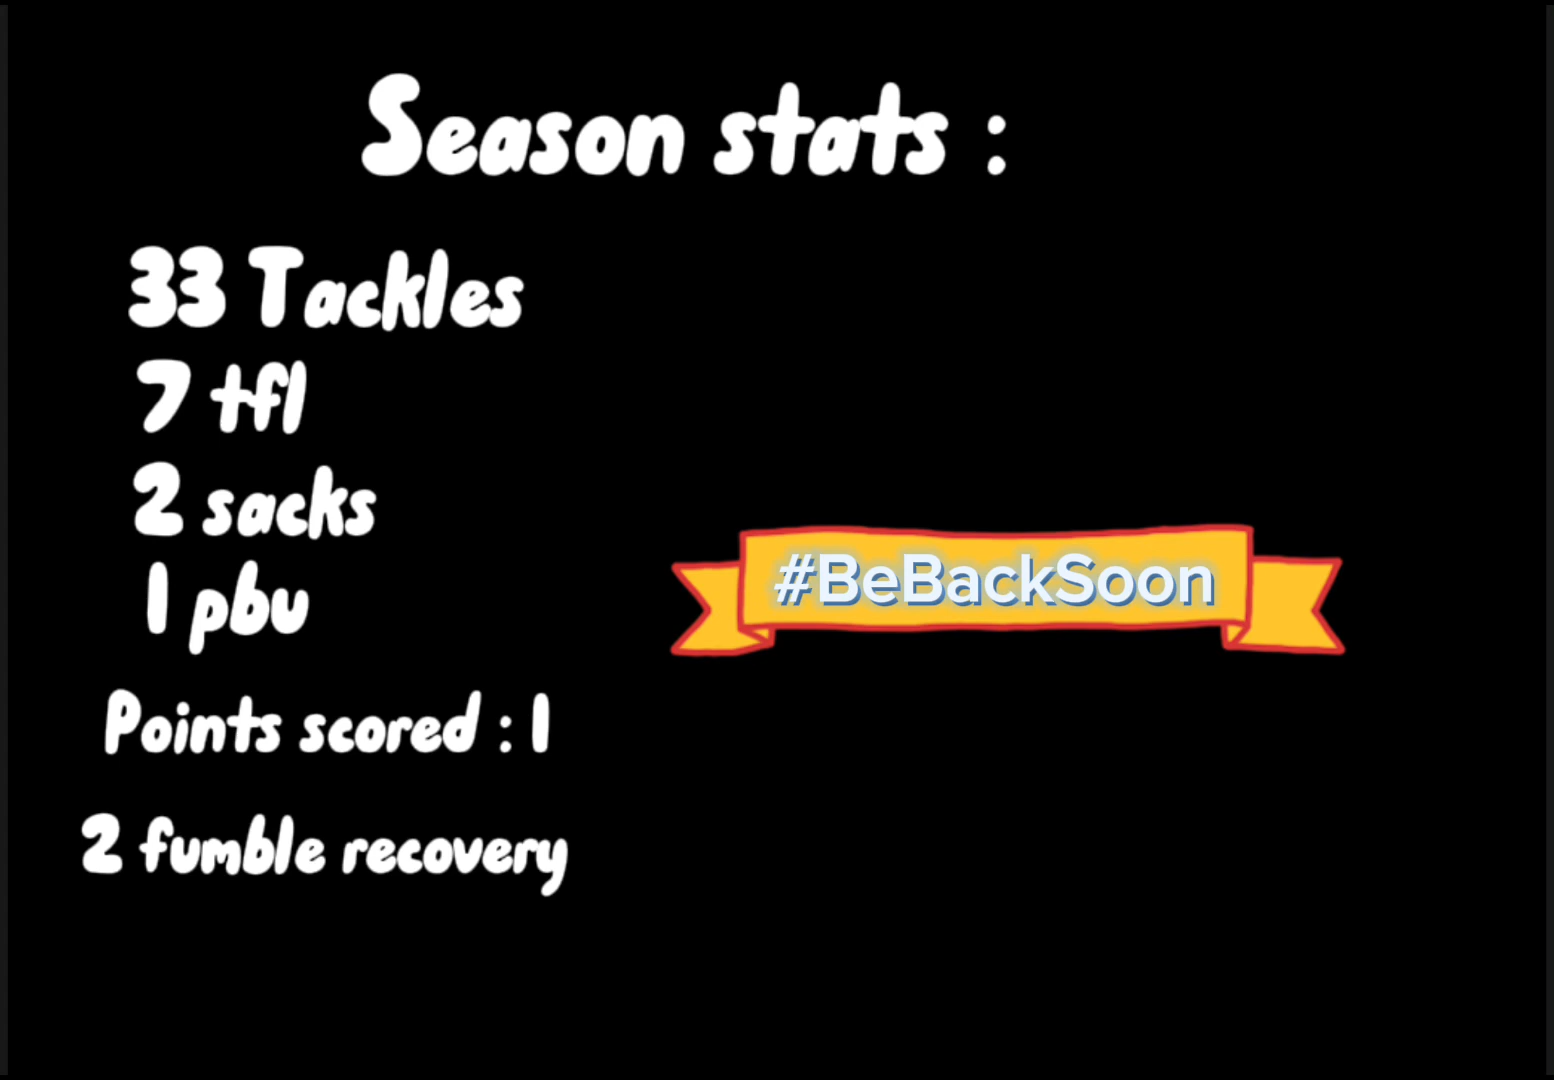 Season stats :
33 Tackles
7 tfl
2 sacks
1 pbu
#BeBackSoon
Points scored : 1
2 fumble recovery